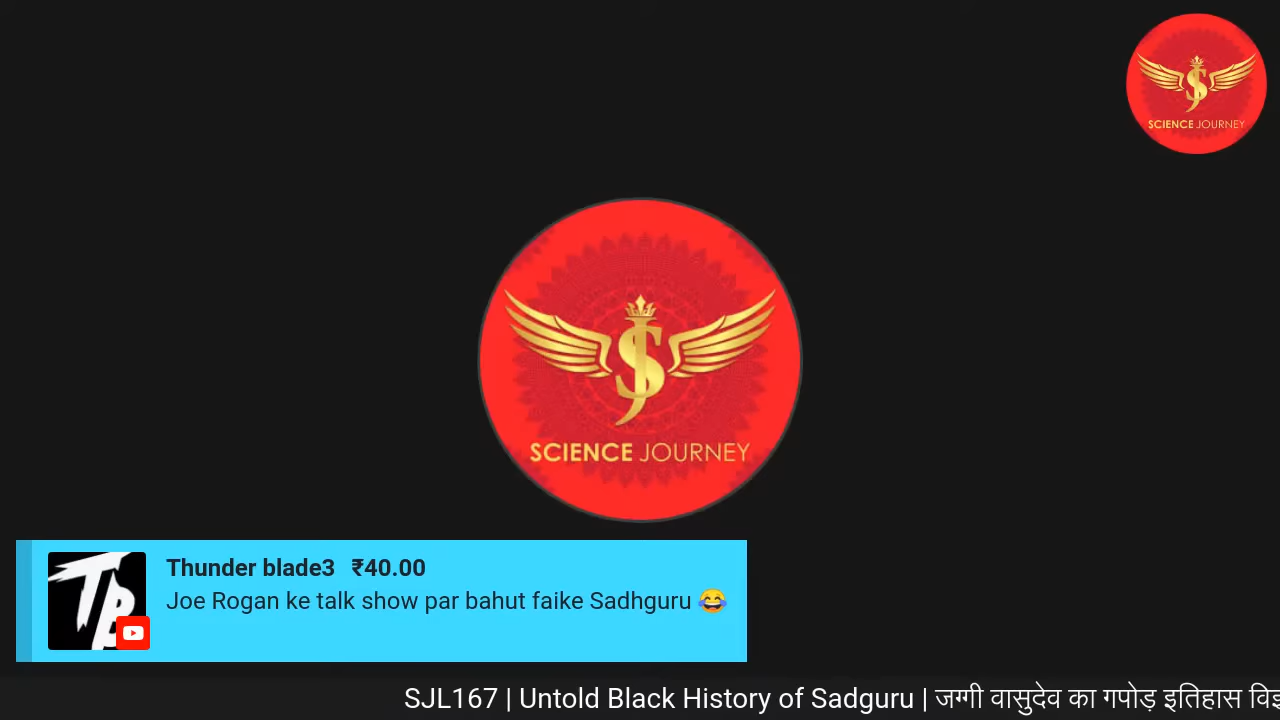 SCIENCE JOURNEY
SCIENCE JOURNEY
Thunder blade3 ₹40.00
Joe Rogan ke talk show par bahut faike Sadhguru 😂
SJL167 | Untold Black History of Sadguru | जग्गी वासुदेव का गपोड़ इतिहास